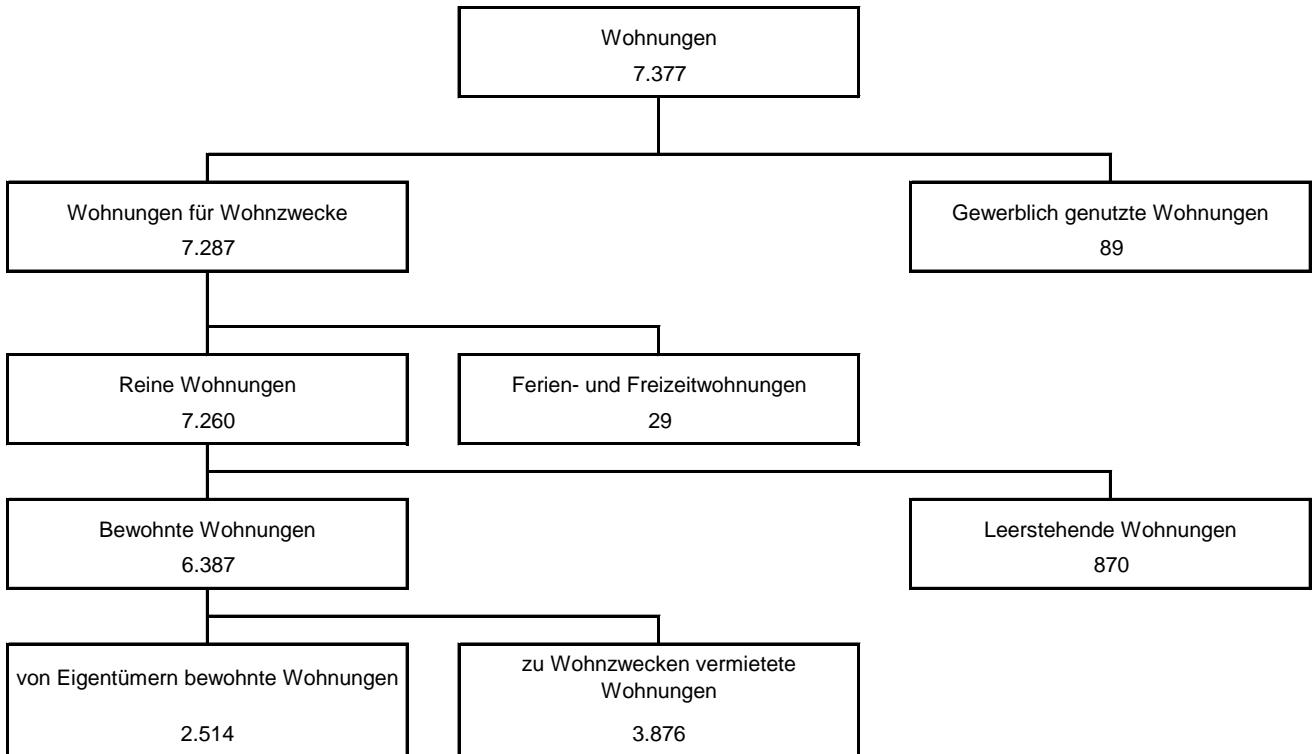 Wohnungen
7.377
Wohnungen für Wohnzwecke
7.287
Gewerblich genutzte Wohnungen
89
Reine Wohnungen
7.260
Ferien- und Freizeitwohnungen
29
Bewohnte Wohnungen
6.387
Leerstehende Wohnungen
870
von Eigentümern bewohnte Wohnungen
2.514
zu Wohnzwecken vermietete
Wohnungen
3.876